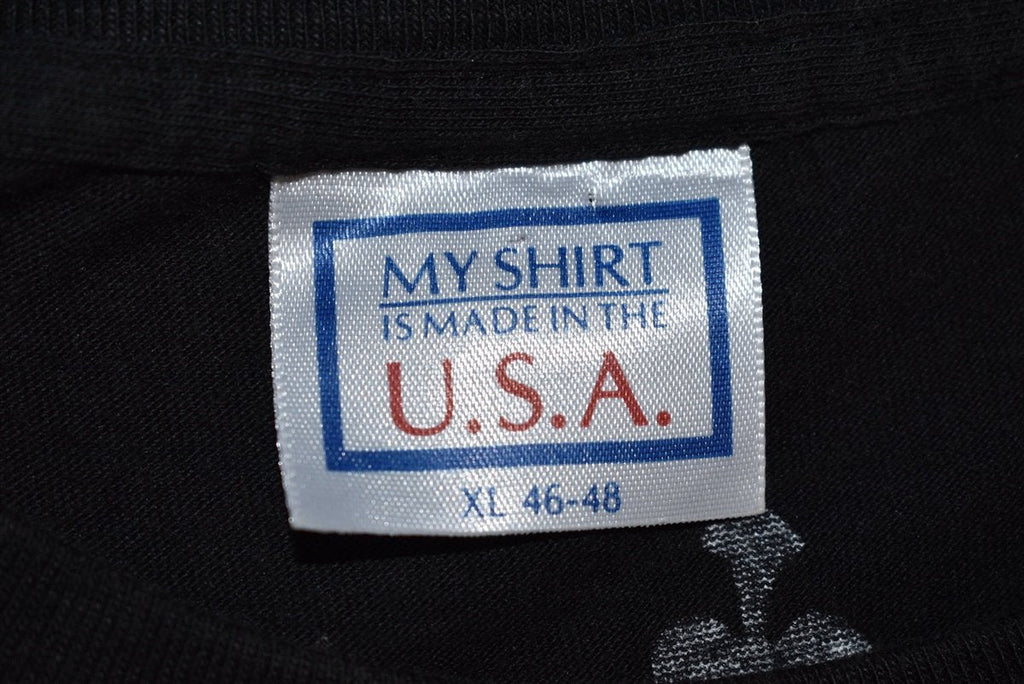 MY SHIRT
IS MADE IN THE
U.S.A.
XL 46-48